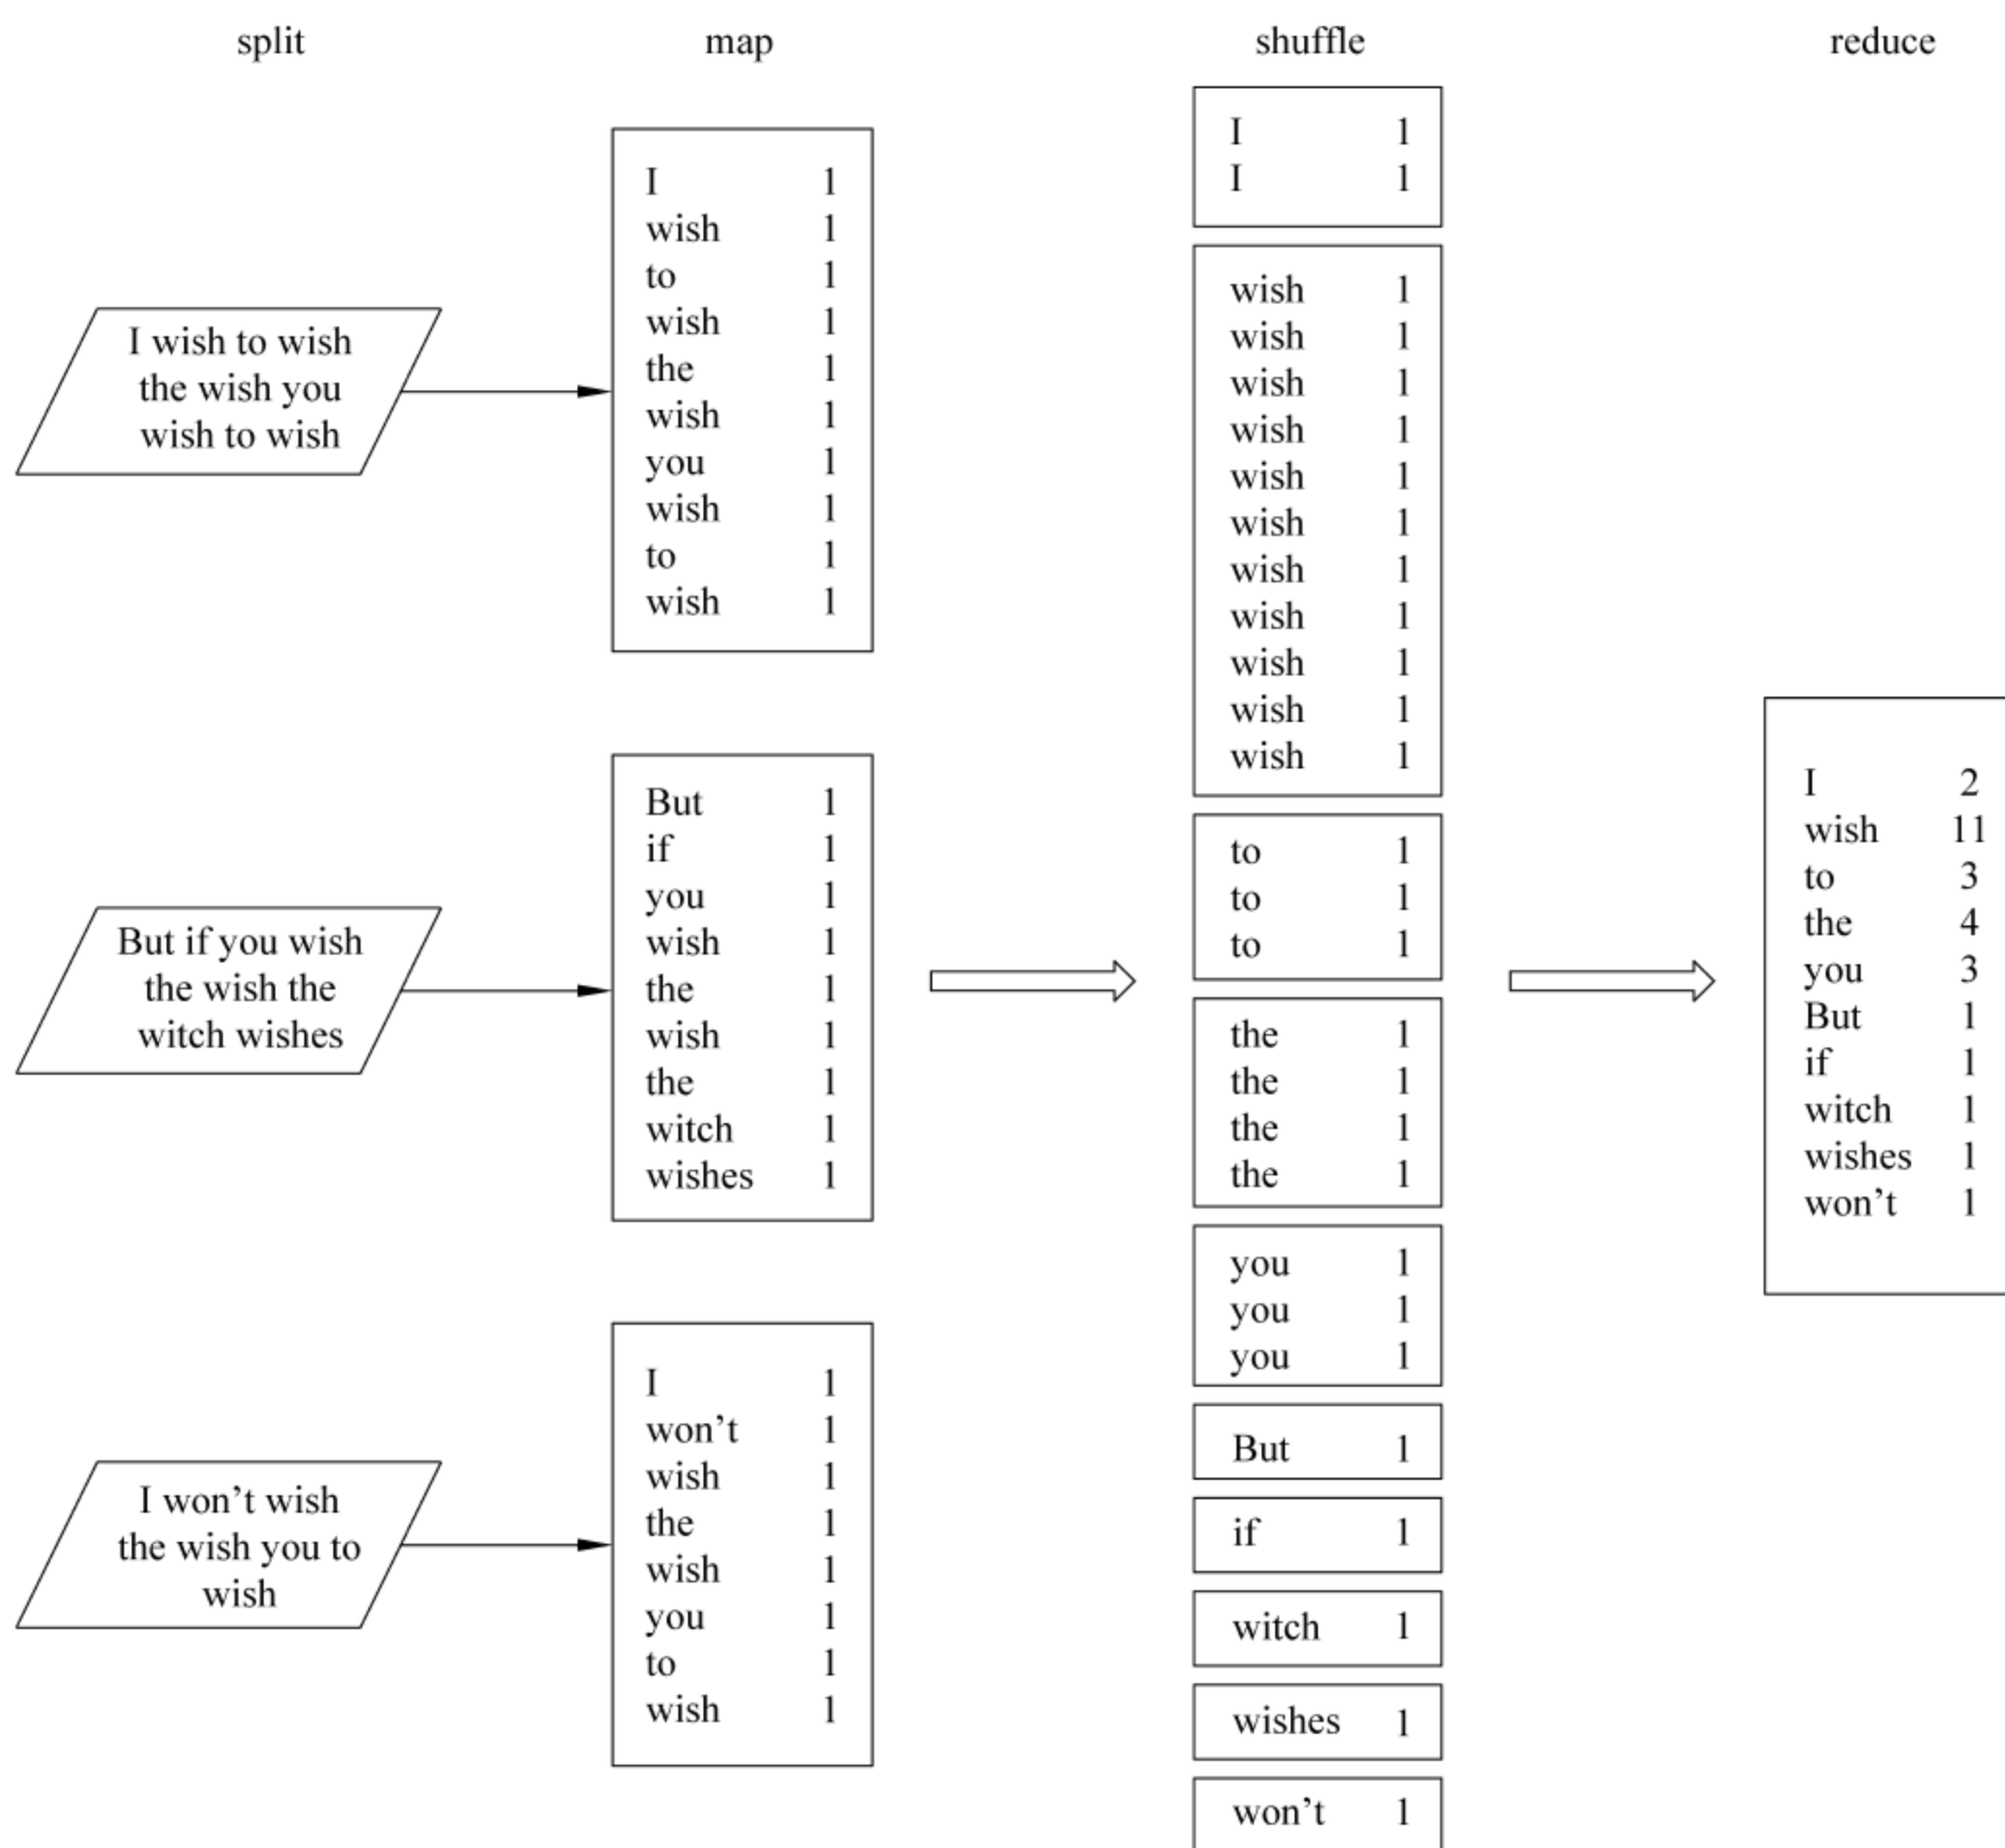 split
map
shuffle
reduce
I wish to wish
the wish you
wish to wish
But if you wish
the wish the
witch wishes
I won’t wish
the wish you to
wish
I 1
wish 1
to 1
wish 1
the 1
wish 1
you 1
wish 1
to 1
wish 1
But 1
if 1
you 1
wish 1
the 1
wish 1
the 1
witch 1
wishes 1
I 1
won’t 1
wish 1
the 1
wish 1
you 1
to 1
wish 1
I 1
I 1
wish 1
wish 1
wish 1
wish 1
wish 1
wish 1
wish 1
wish 1
wish 1
wish 1
wish 1
to 1
to 1
to 1
the 1
the 1
the 1
the 1
you 1
you 1
you 1
But 1
if 1
witch 1
wishes 1
won’t 1
I 2
wish 11
to 3
the 4
you 3
But 1
if 1
witch 1
wishes 1
won’t 1